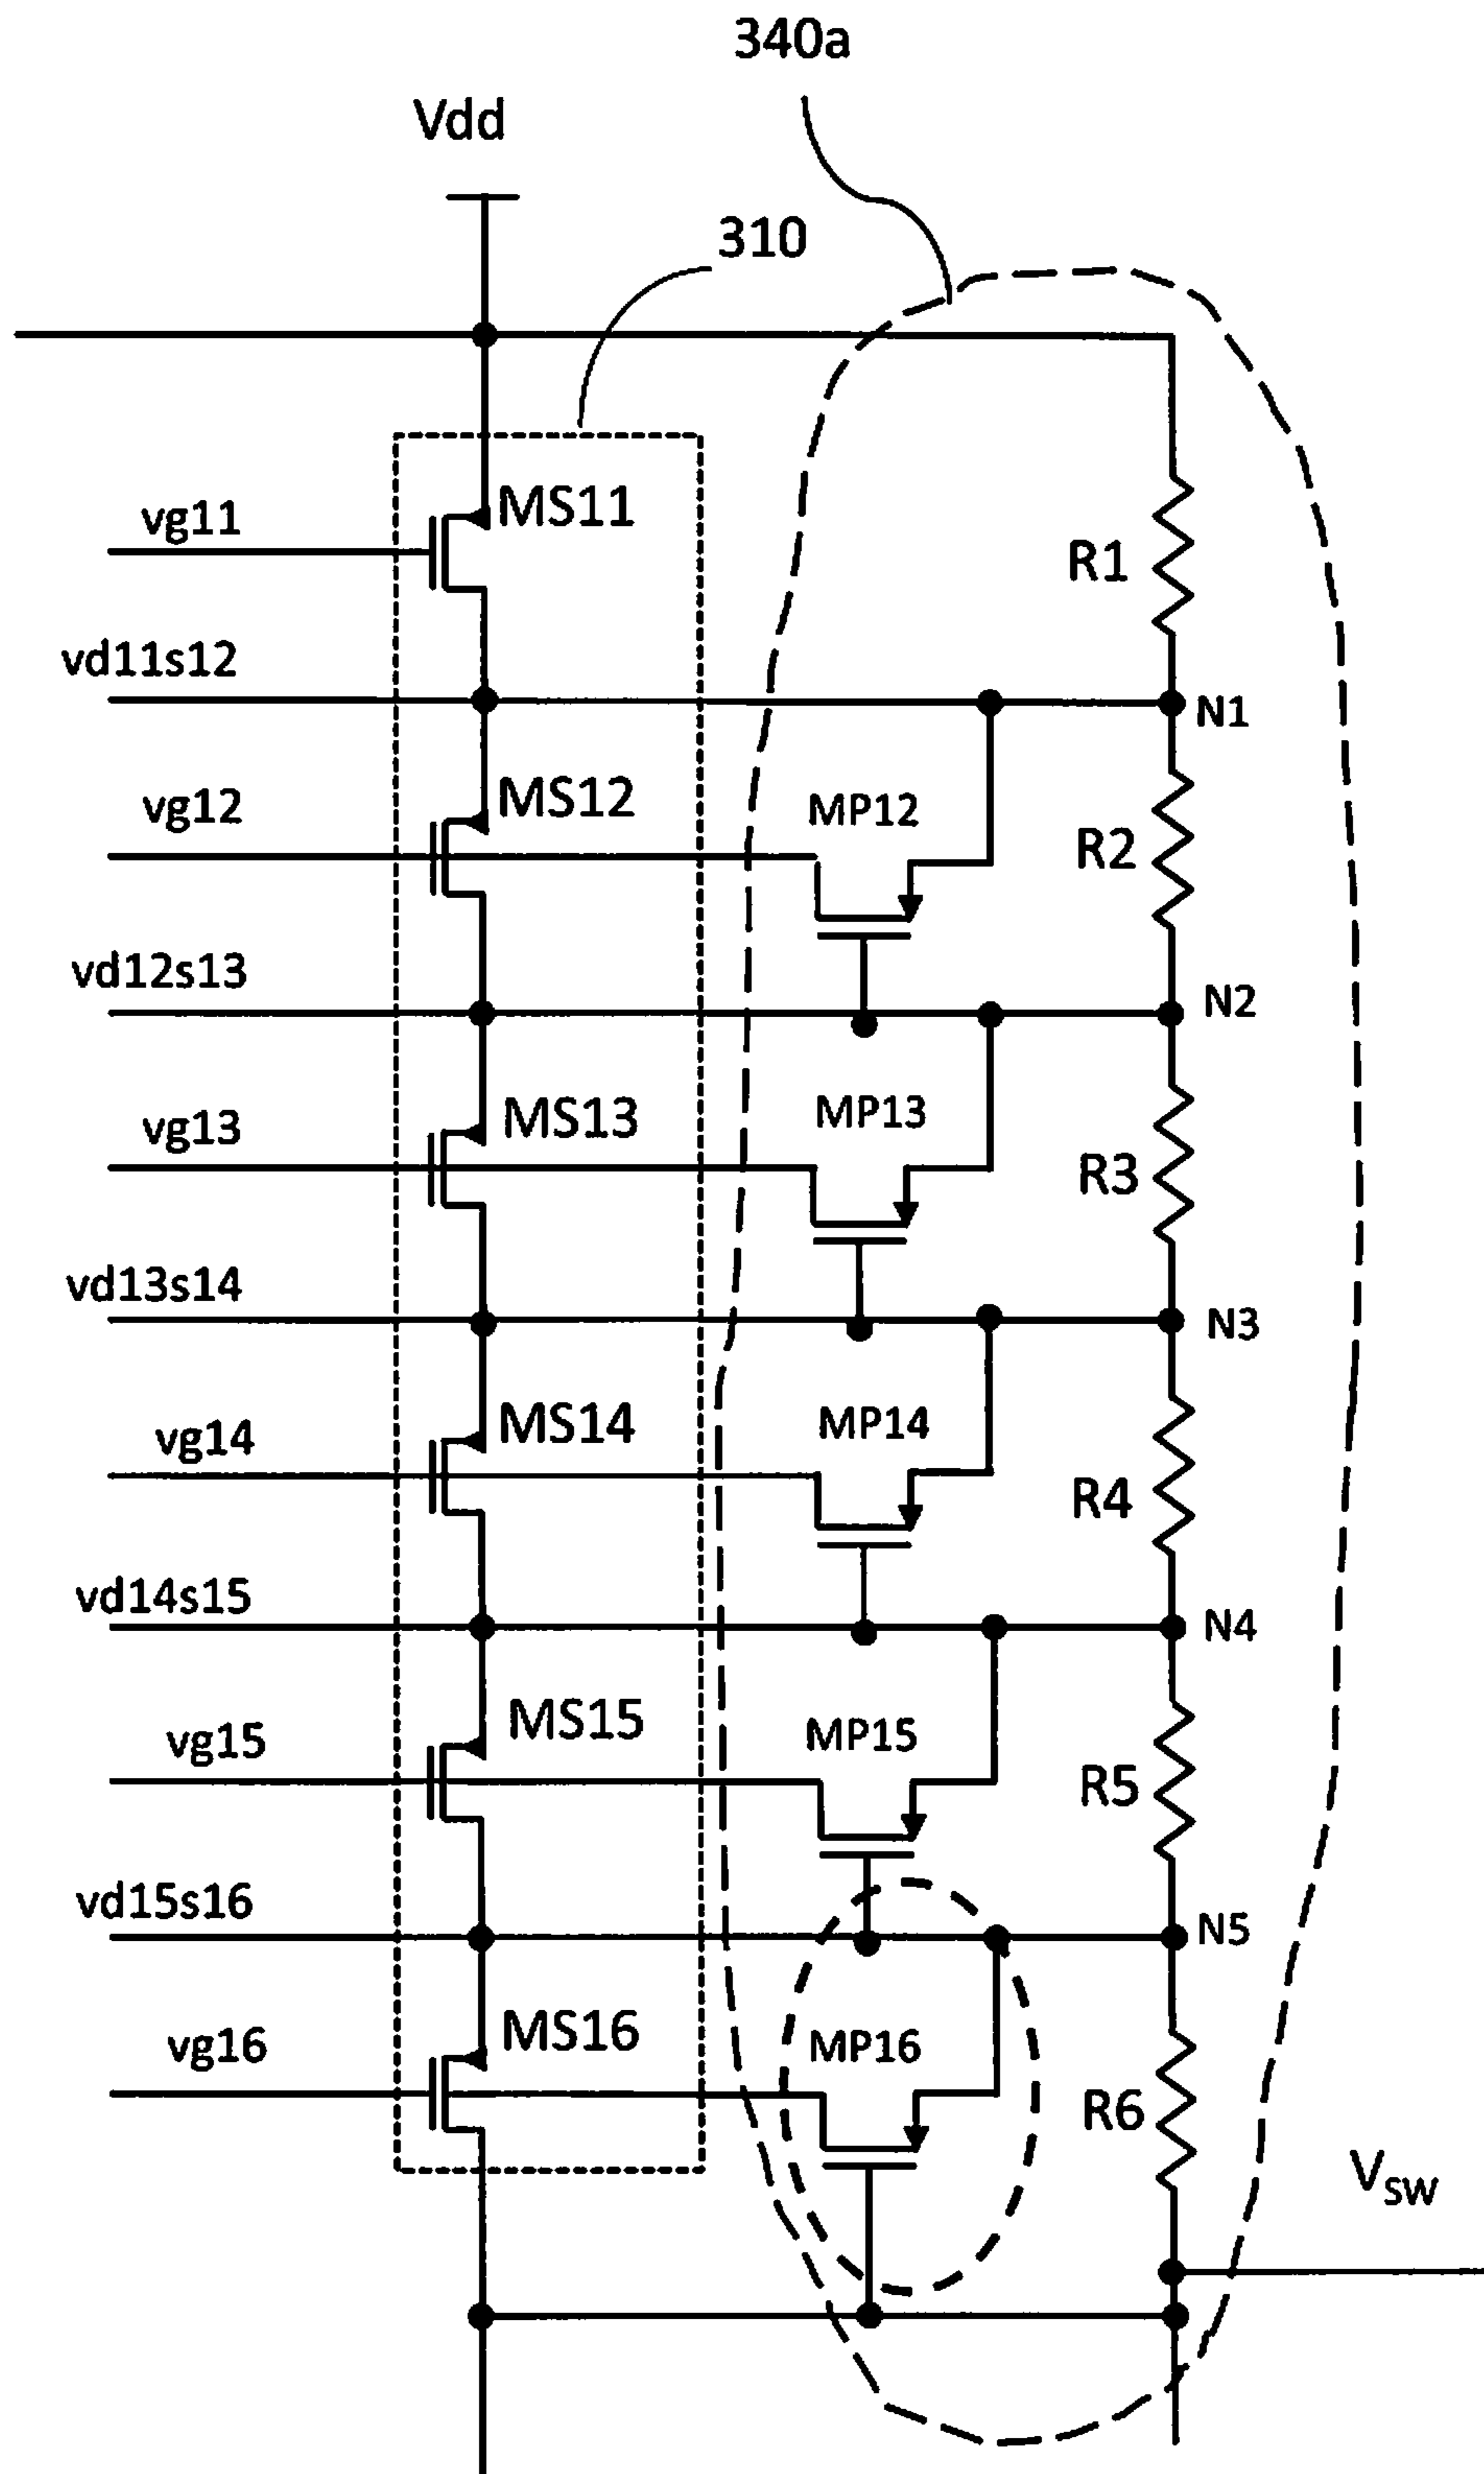 340a
Vdd
310
vg11
MS11
R1
vd11s12
N1
vg12
MS12
MP12
R2
vd12s13
N2
vg13
MS13
MP13
R3
vd13s14
N3
vg14
MS14
MP14
R4
vd14s15
N4
vg15
MS15
MP15
R5
vd15s16
N5
vg16
MS16
MP16
R6
VSW